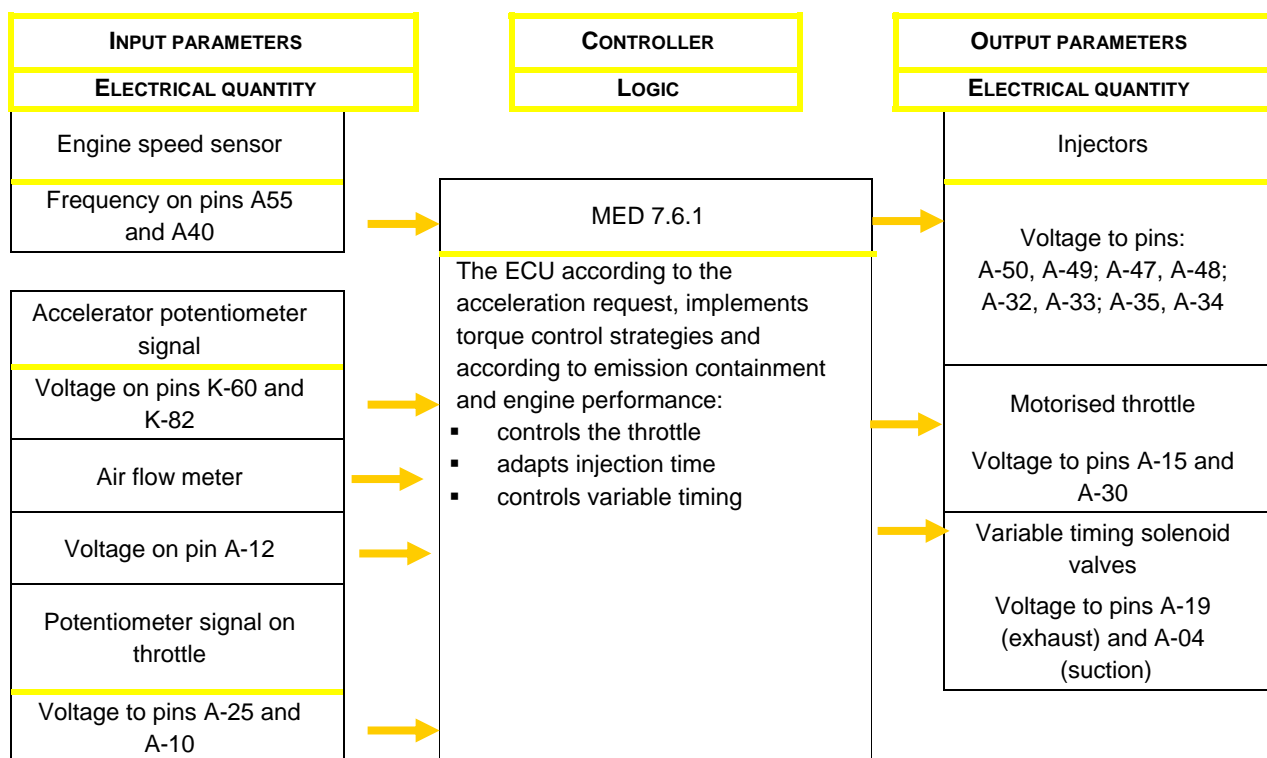 INPUT PARAMETERS
ELECTRICAL QUANTITY
Engine speed sensor
Frequency on pins A55
and A40
Accelerator potentiometer
signal
Voltage on pins K-60 and
K-82
Air flow meter
Voltage on pin A-12
Potentiometer signal on
throttle
Voltage to pins A-25 and
A-10
CONTROLLER
LOGIC
MED 7.6.1
The ECU according to the
acceleration request, implements
torque control strategies and
according to emission containment
and engine performance:
▪ controls the throttle
▪ adapts injection time
▪ controls variable timing
OUTPUT PARAMETERS
ELECTRICAL QUANTITY
Injectors
Voltage to pins:
A-50, A-49; A-47, A-48;
A-32, A-33; A-35, A-34
Motorised throttle
Voltage to pins A-15 and
A-30
Variable timing solenoid
valves
Voltage to pins A-19
(exhaust) and A-04
(suction)